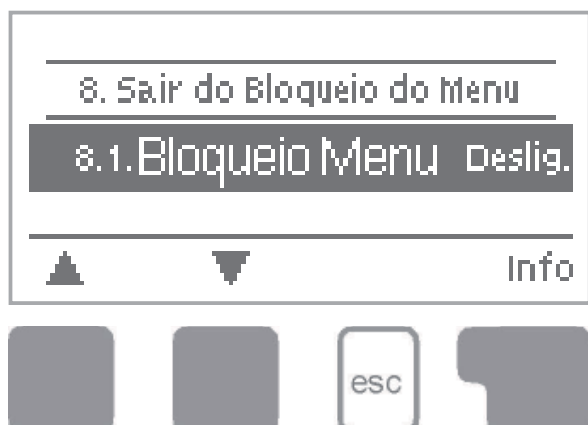 8. Sair do Bloqueio do Menu
8.1.Bloqueio Menu Deslig.
Info
esc